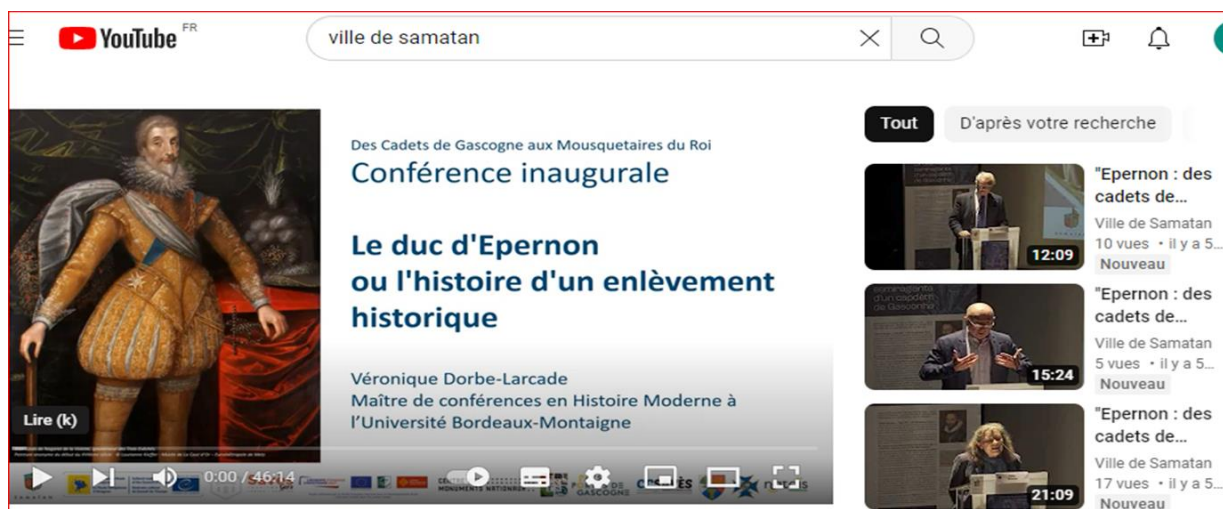 YouTube FR
ville de samatan
Des Cadets de Gascogne aux Mousquetaires du Roi
Conférence inaugurale
Le duc d'Epernon
ou l'histoire d'un enlèvement
historique
Véronique Dorbe-Larcade
Maître de conférences en Histoire Moderne à
l'Université Bordeaux-Montaigne
Lire (k)
0:00 / 46:14
Tout
D'après votre recherche
12:09
"Epernon : des
cadets de...
Ville de Samatan
10 vues • il y a 5...
Nouveau
15:24
"Epernon : des
cadets de...
Ville de Samatan
5 vues • il y a 5...
Nouveau
21:09
"Epernon : des
cadets de...
Ville de Samatan
17 vues • il y a 5...
Nouveau